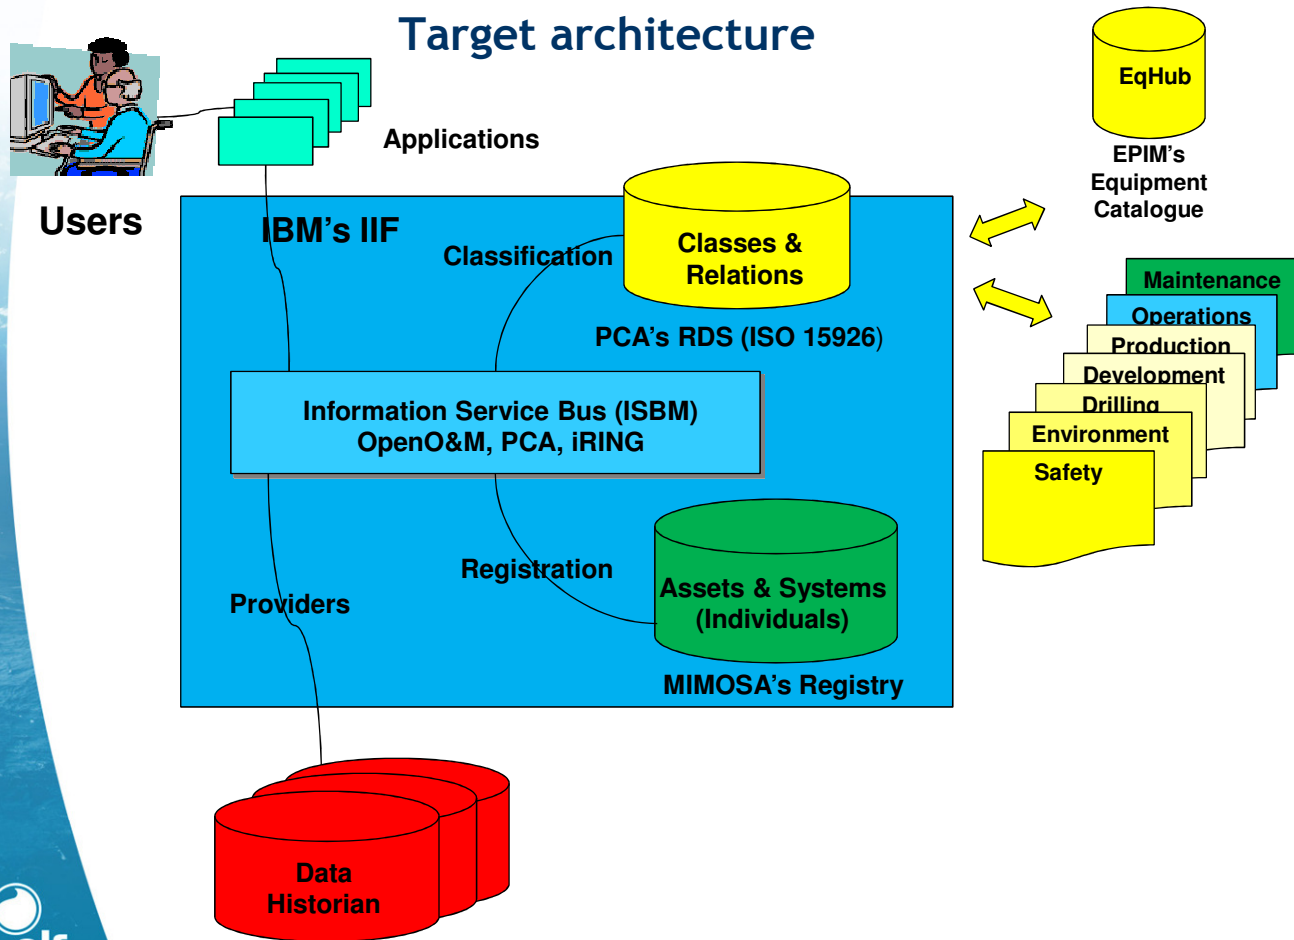 Target architecture
EqHub
Applications
EPIM's
Equipment
Catalogue
Users
IBM's IIF
Classification
Classes &
Relations
PCA's RDS (ISO 15926)
Maintenance
Operations
Production
Development
Drilling
Environment
Safety
Information Service Bus (ISBM)
OpenO&M, PCA, iRING
Registration
Providers
Assets & Systems
(Individuals)
MIMOSA's Registry
Data
Historian